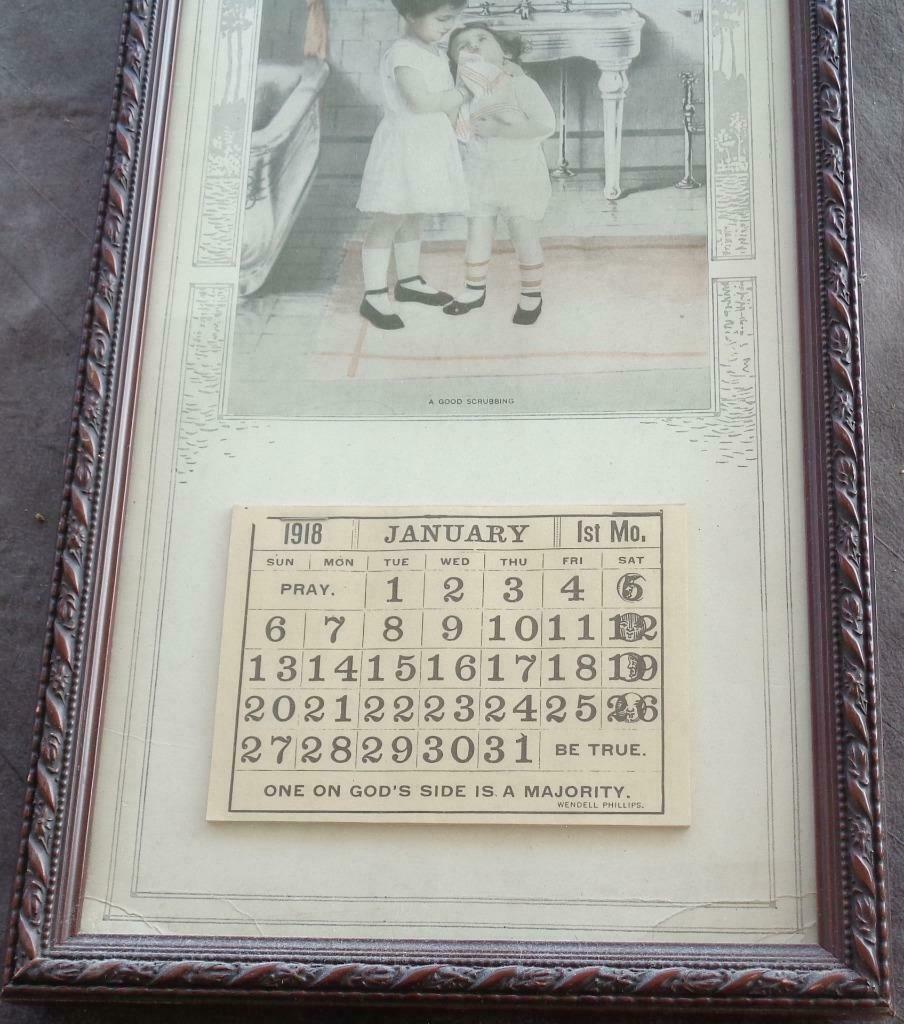 A GOOD SCRUBBING
1918 JANUARY 1st Mo.
SUN MON TUE WED THU FRI SAT
PRAY. 1 2 3 4 5
6 7 8 9 10 11 12
13 14 15 16 17 18 19
20 21 22 23 24 25 26
27 28 29 30 31 BE TRUE.
ONE ON GOD'S SIDE IS A MAJORITY.
WENDELL PHILLIPS.